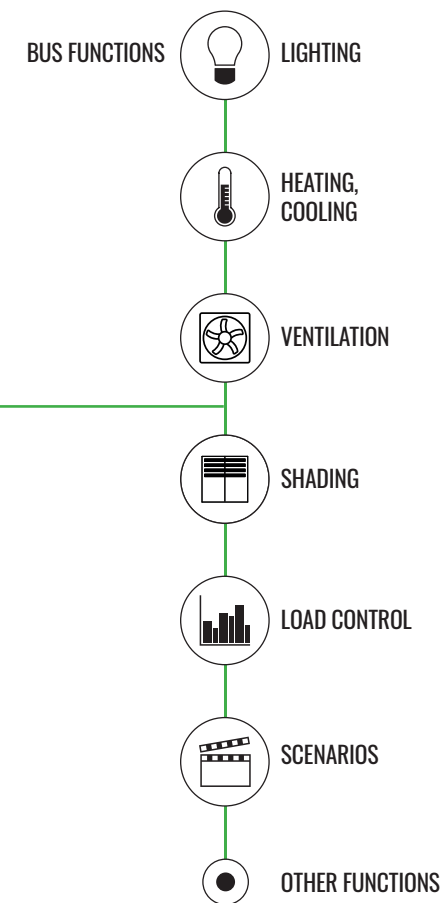 BUS FUNCTIONS
LIGHTING
HEATING,
COOLING
VENTILATION
SHADING
LOAD CONTROL
SCENARIOS
OTHER FUNCTIONS